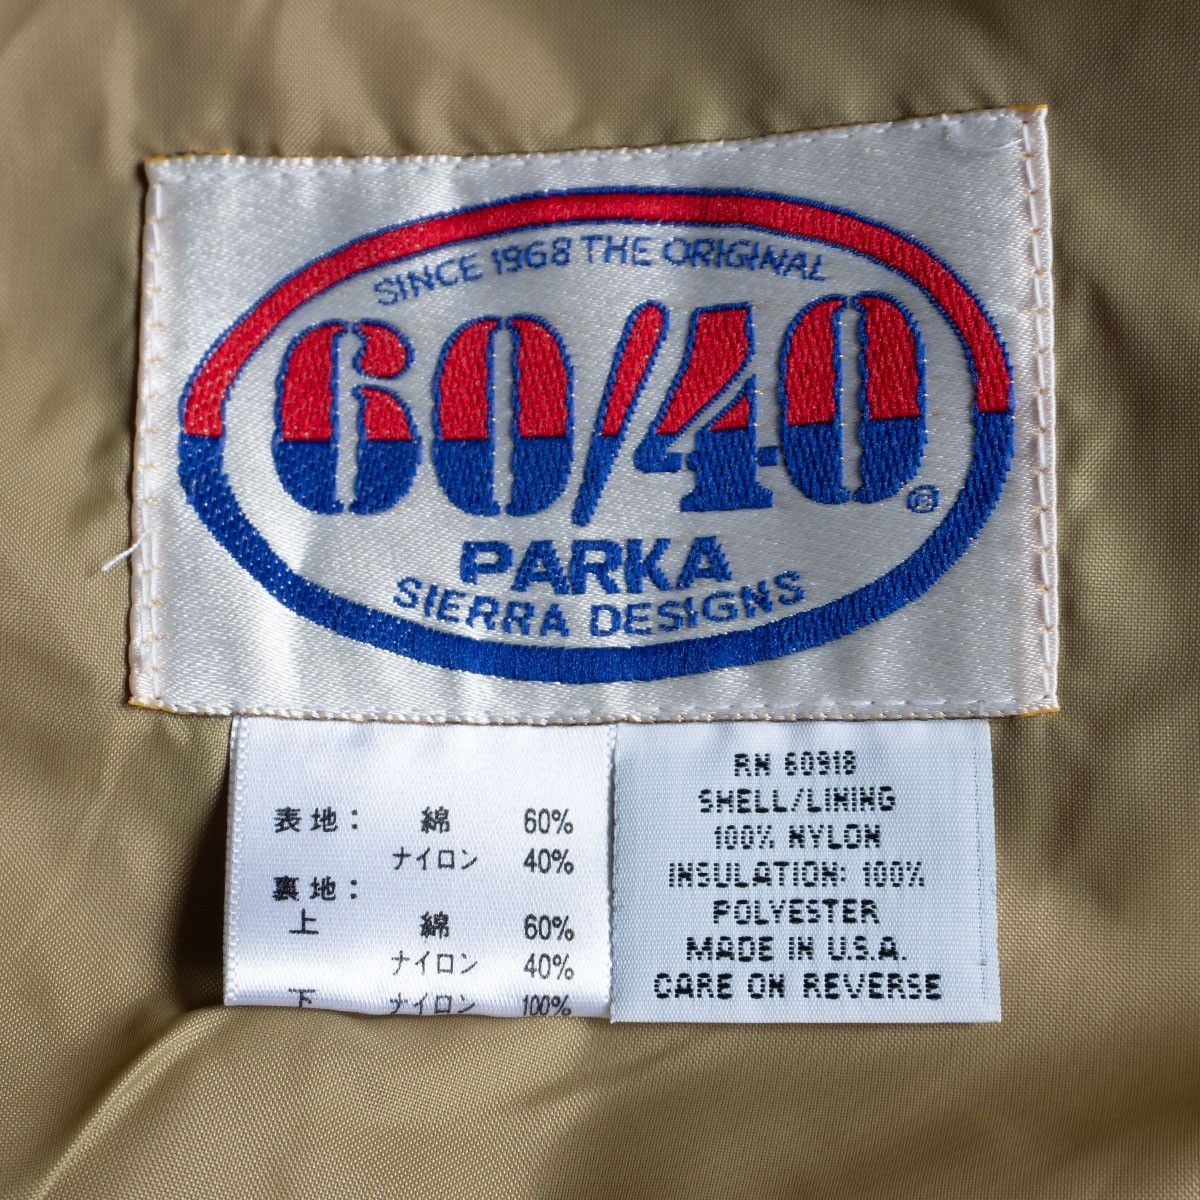 SINCE 1968 THE ORIGINAL
60/40®
PARKA
SIERRA DESIGNS
表地: 綿 60%
ナイロン 40%
裏地:
上 綿 60%
ナイロン 40%
下 ナイロン 100%
RN 60918
SHELL/LINING
100% NYLON
INSULATION: 100%
POLYESTER
MADE IN U.S.A.
CARE ON REVERSE